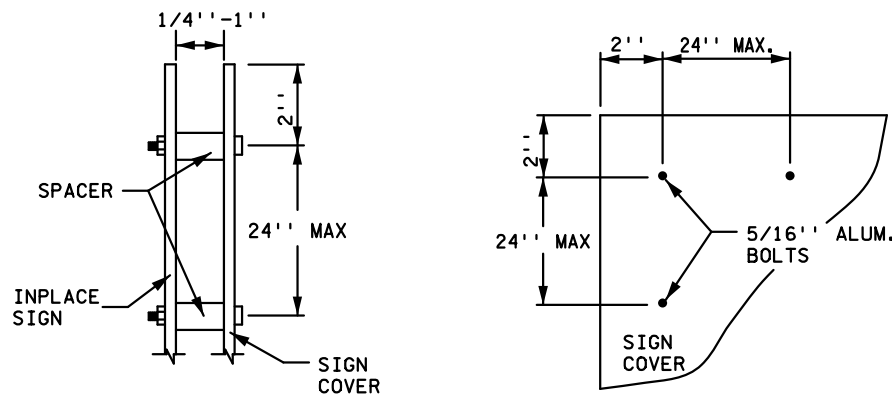 1/4''-1''
2''
SPACER
24'' MAX
INPLACE
SIGN
SIGN
COVER
2''
24'' MAX.
2''
24'' MAX
5/16'' ALUM.
BOLTS
SIGN
COVER